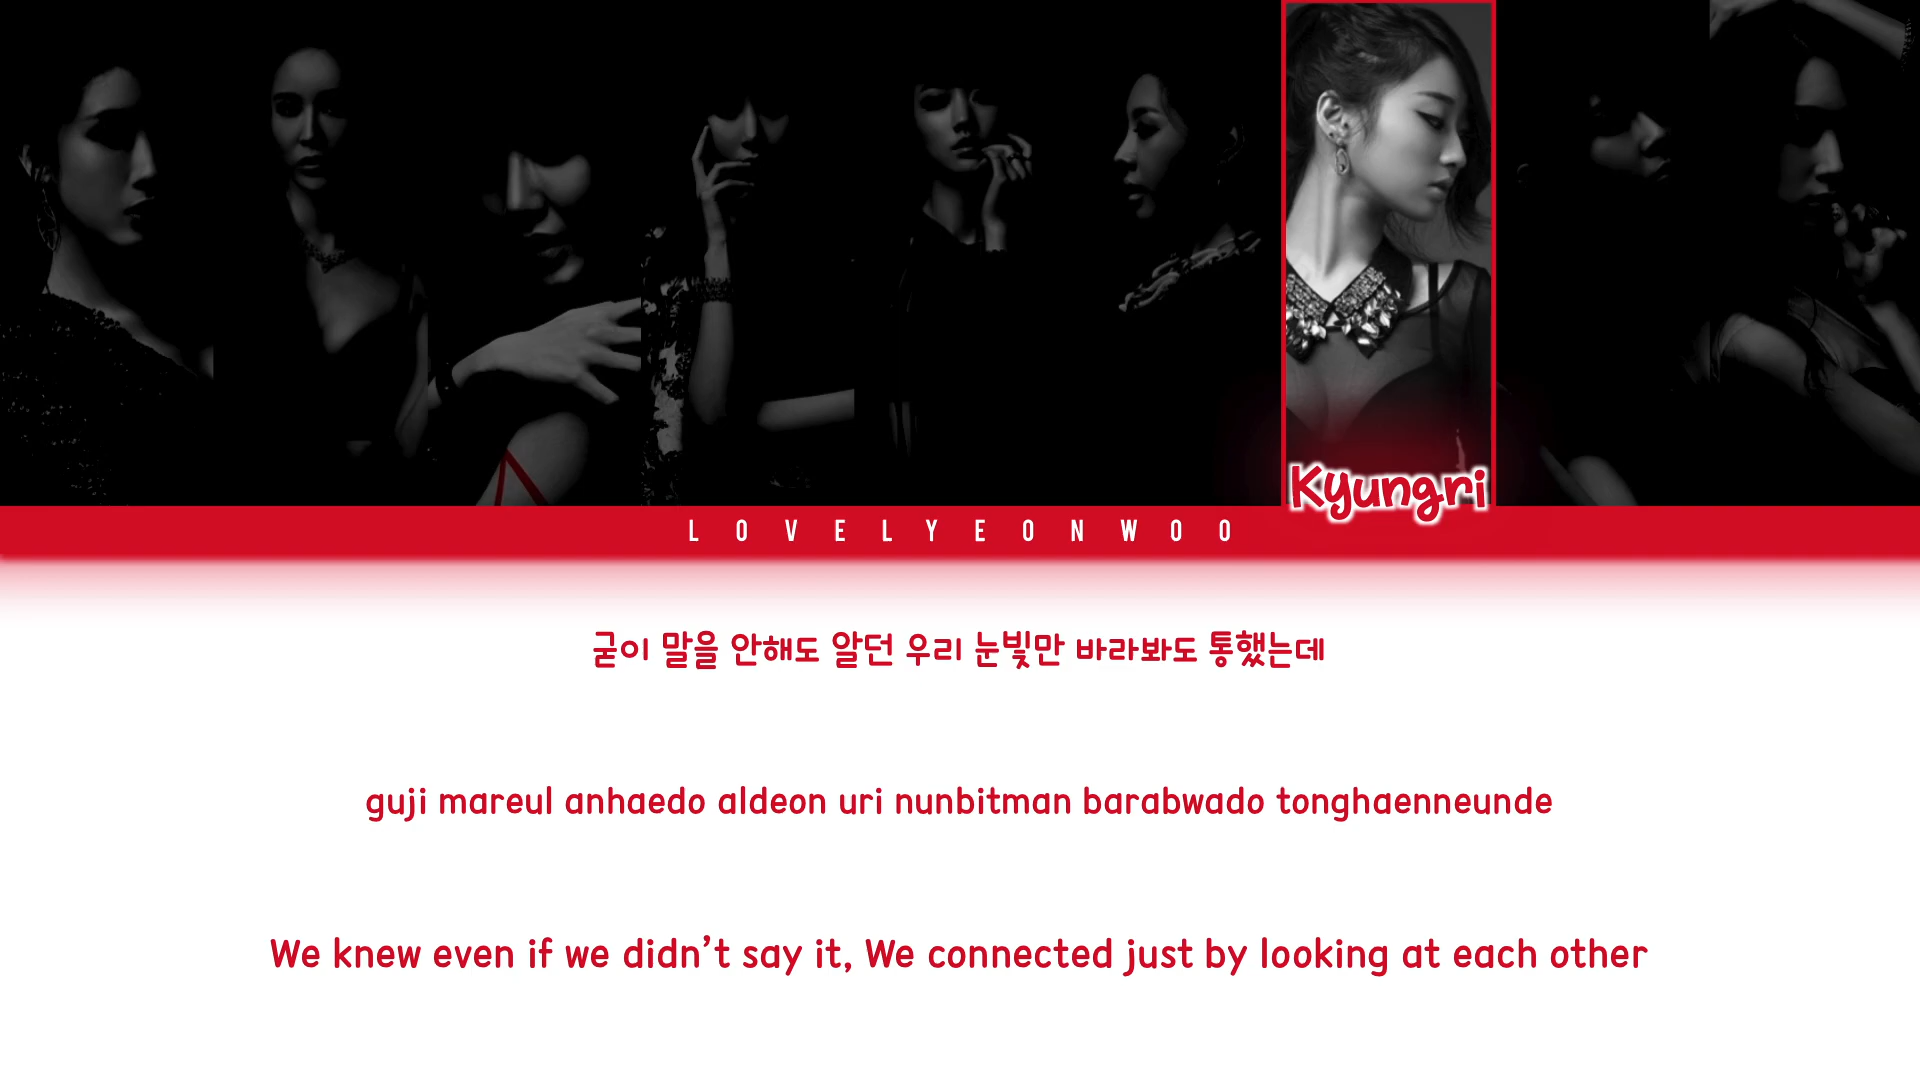 Kyungri
LOVELYEONWOO
굳이 말을 안해도 알던 우리 눈빛만 바라봐도 통했는데
guji mareul anhaedo aldeon uri nunbitman barabwado tonghaenneunde
We knew even if we didn’t say it, We connected just by looking at each other